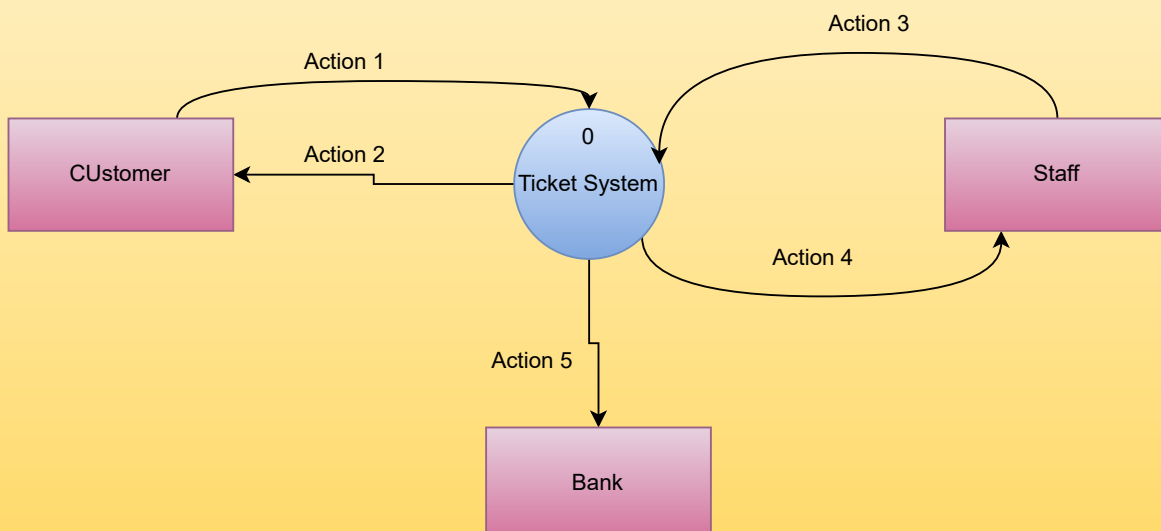 Action 3
Action 1
0
Action 2
CUstomer
Ticket System
Staff
Action 4
Action 5
Bank